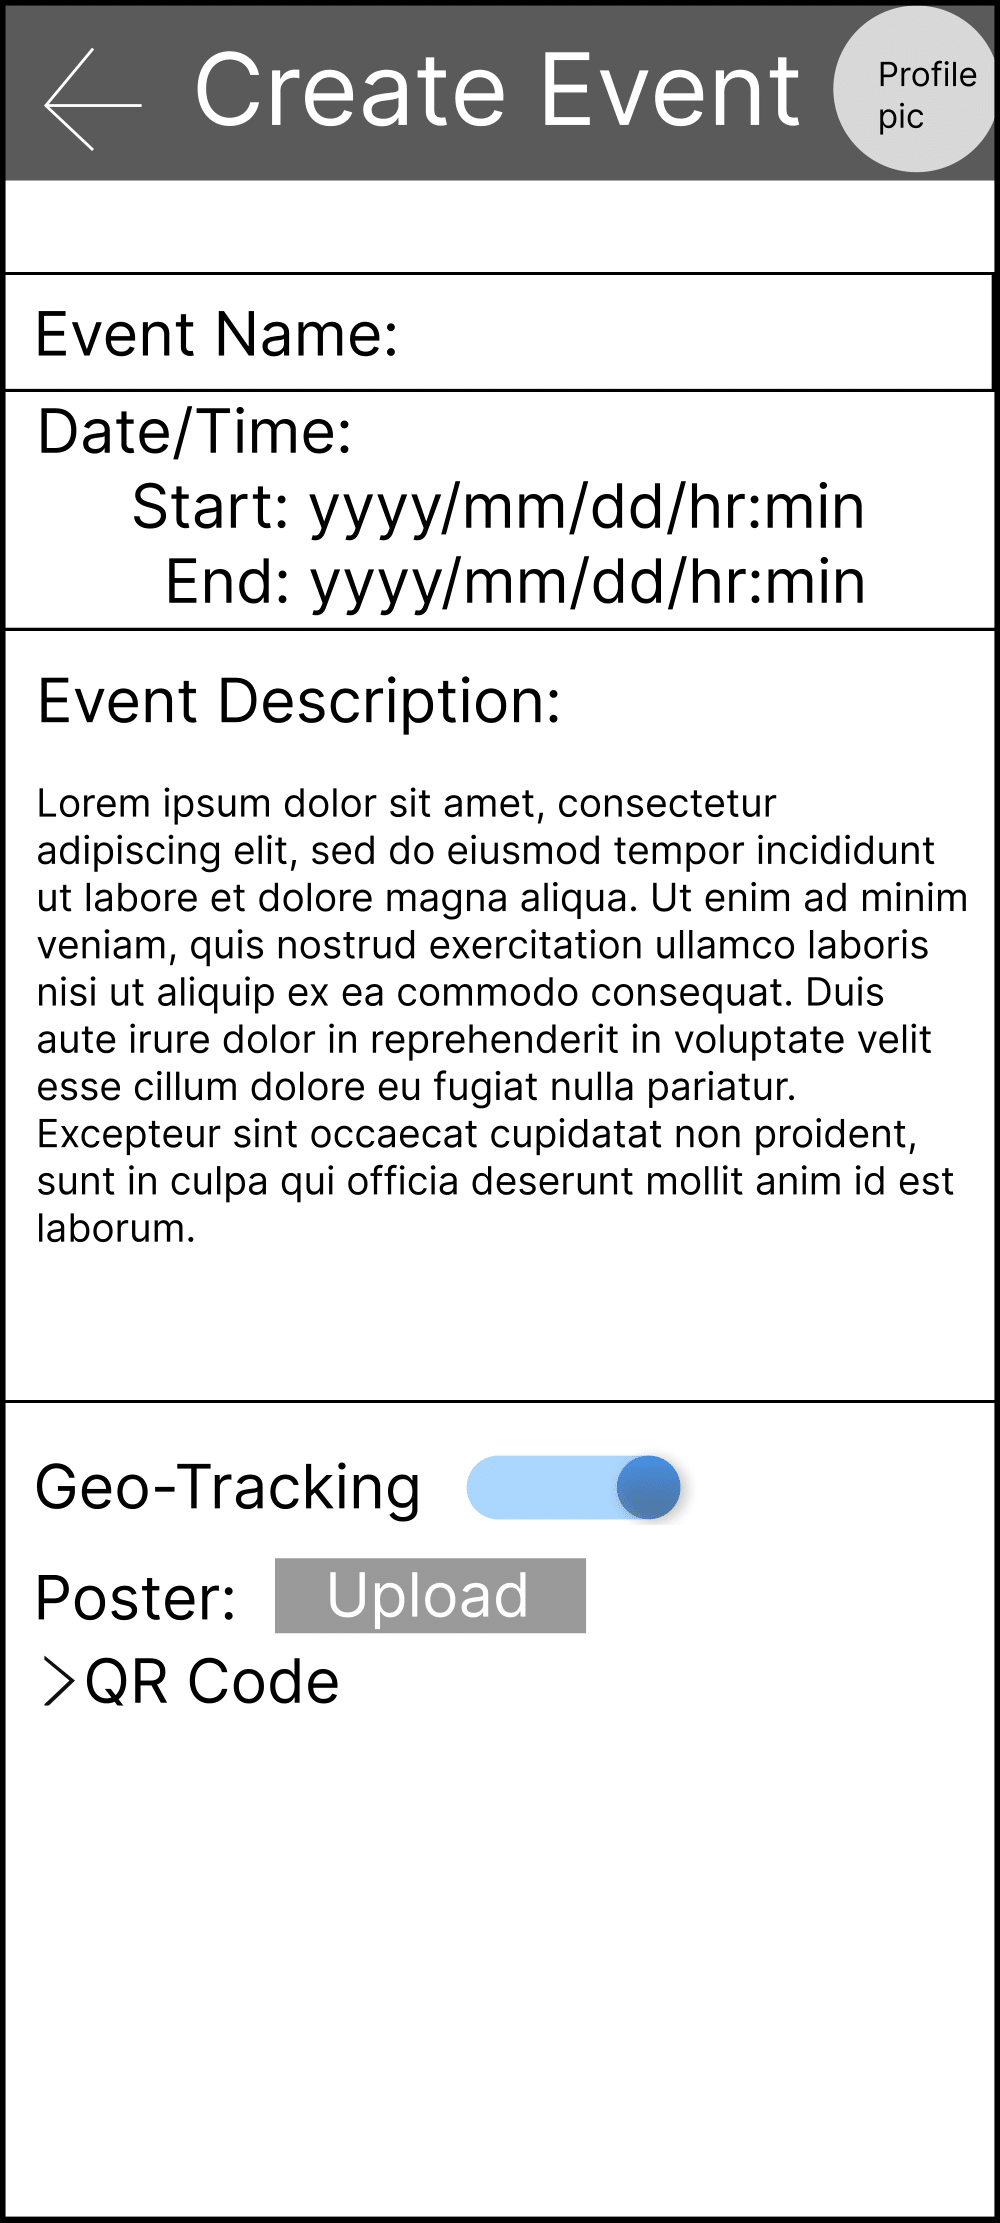 Create Event
Profile
pic
Event Name:
Date/Time:
Start: yyyy/mm/dd/hr:min
End: yyyy/mm/dd/hr:min
Event Description:
Lorem ipsum dolor sit amet, consectetur
adipiscing elit, sed do eiusmod tempor incididunt
ut labore et dolore magna aliqua. Ut enim ad minim
veniam, quis nostrud exercitation ullamco laboris
nisi ut aliquip ex ea commodo consequat. Duis
aute irure dolor in reprehenderit in voluptate velit
esse cillum dolore eu fugiat nulla pariatur.
Excepteur sint occaecat cupidatat non proident,
sunt in culpa qui officia deserunt mollit anim id est
laborum.
Geo-Tracking
Poster: Upload
QR Code